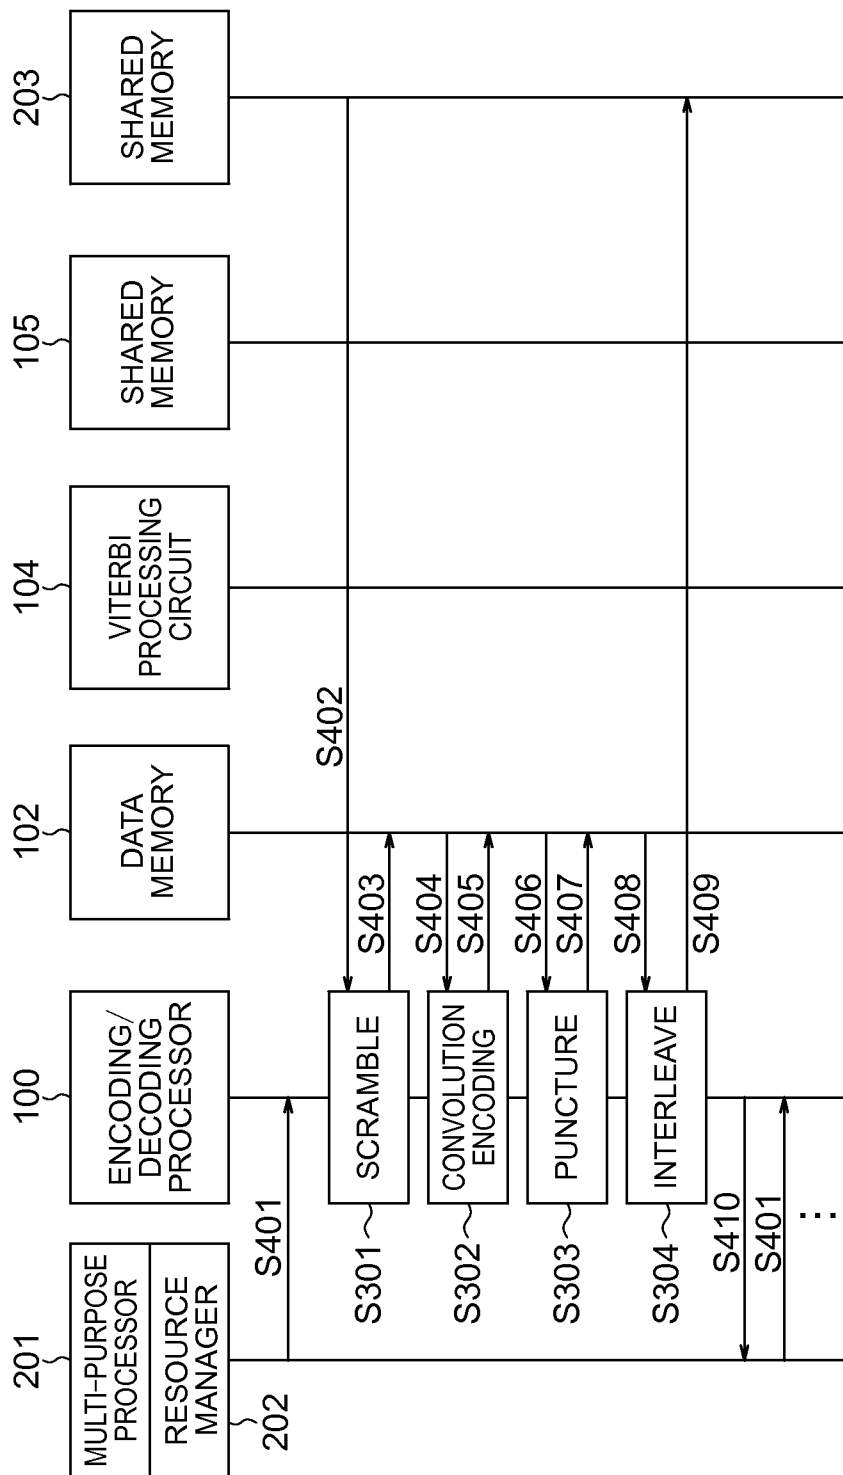 201
MULTI-PURPOSE
PROCESSOR
RESOURCE
MANAGER
202
100
ENCODING/
DECODING
PROCESSOR
102
DATA
MEMORY
104
VITERBI
PROCESSING
CIRCUIT
105
SHARED
MEMORY
203
SHARED
MEMORY
S401
S402
S301
SCRAMBLE
S403
S404
S302
CONVOLUTION
ENCODING
S405
S406
S303
PUNCTURE
S407
S408
S304
INTERLEAVE
S409
S410
S401
...